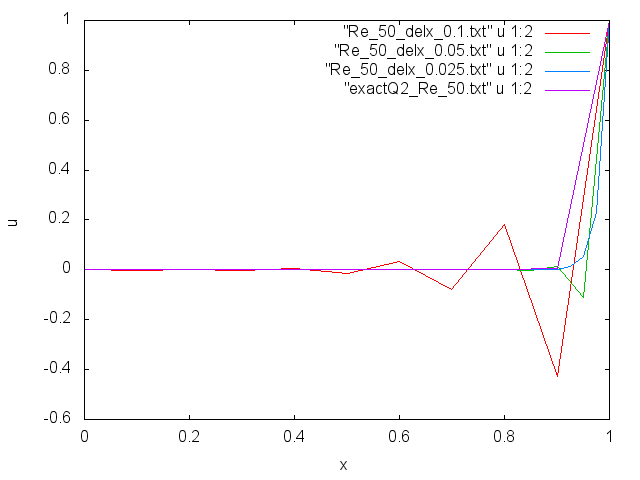 1
0.8
0.6
0.4
0.2
0
-0.2
-0.4
-0.6
0
0.2
0.4
0.6
0.8
1
u
x
"Re_50_delx_0.1.txt" u 1:2
"Re_50_delx_0.05.txt" u 1:2
"Re_50_delx_0.025.txt" u 1:2
"exactQ2_Re_50.txt" u 1:2